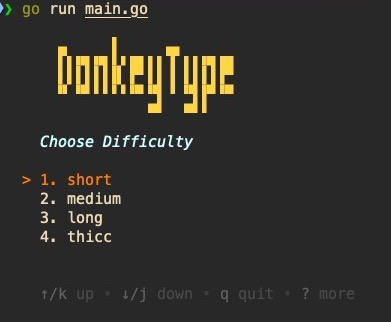 ❯ go run main.go
DonkeyType
Choose Difficulty
> 1. short
2. medium
3. long
4. thicc
↑/k up • ↓/j down • q quit • ? more